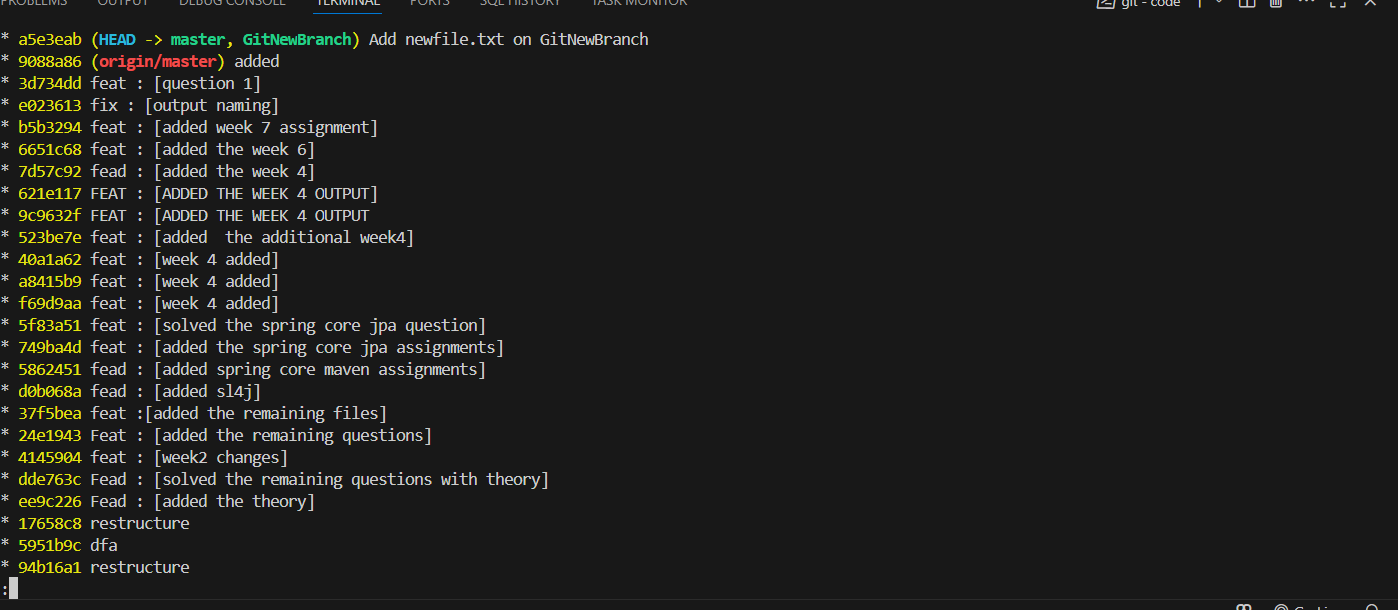 PROBLEMS OUTPUT DEBUG CONSOLE TERMINAL PORTS SQL HISTORY TASK MONITOR git - code
* a5e3eab (HEAD -> master, GitNewBranch) Add newfile.txt on GitNewBranch
* 9088a86 (origin/master) added
* 3d734dd feat : [question 1]
* e023613 fix : [output naming]
* b5b3294 feat : [added week 7 assignment]
* 6651c68 feat : [added the week 6]
* 7d57c92 fead : [added the week 4]
* 621e117 FEAT : [ADDED THE WEEK 4 OUTPUT]
* 9c9632f FEAT : [ADDED THE WEEK 4 OUTPUT
* 523be7e feat : [added  the additional week4]
* 40a1a62 feat : [week 4 added]
* a8415b9 feat : [week 4 added]
* f69d9aa feat : [week 4 added]
* 5f83a51 feat : [solved the spring core jpa question]
* 749ba4d feat : [added the spring core jpa assignments]
* 5862451 fead : [added spring core maven assignments]
* d0b068a fead : [added sl4j]
* 37f5bea feat :[added the remaining files]
* 24e1943 Feat : [added the remaining questions]
* 4145904 feat : [week2 changes]
* dde763c Fead : [solved the remaining questions with theory]
* ee9c226 Fead : [added the theory]
* 17658c8 restructure
* 5951b9c dfa
* 94b16a1 restructure
: